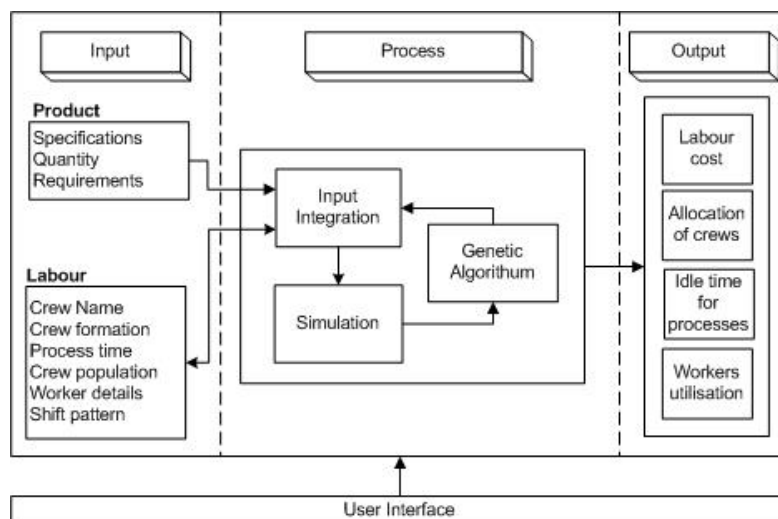 Input
Process
Output
Product
Specifications
Quantity
Requirements
Labour
Crew Name
Crew formation
Process time
Crew population
Worker details
Shift pattern
Input
Integration
Simulation
Genetic
Algorithum
Labour
cost
Allocation
of crews
Idle time
for
processes
Workers
utilisation
User Interface